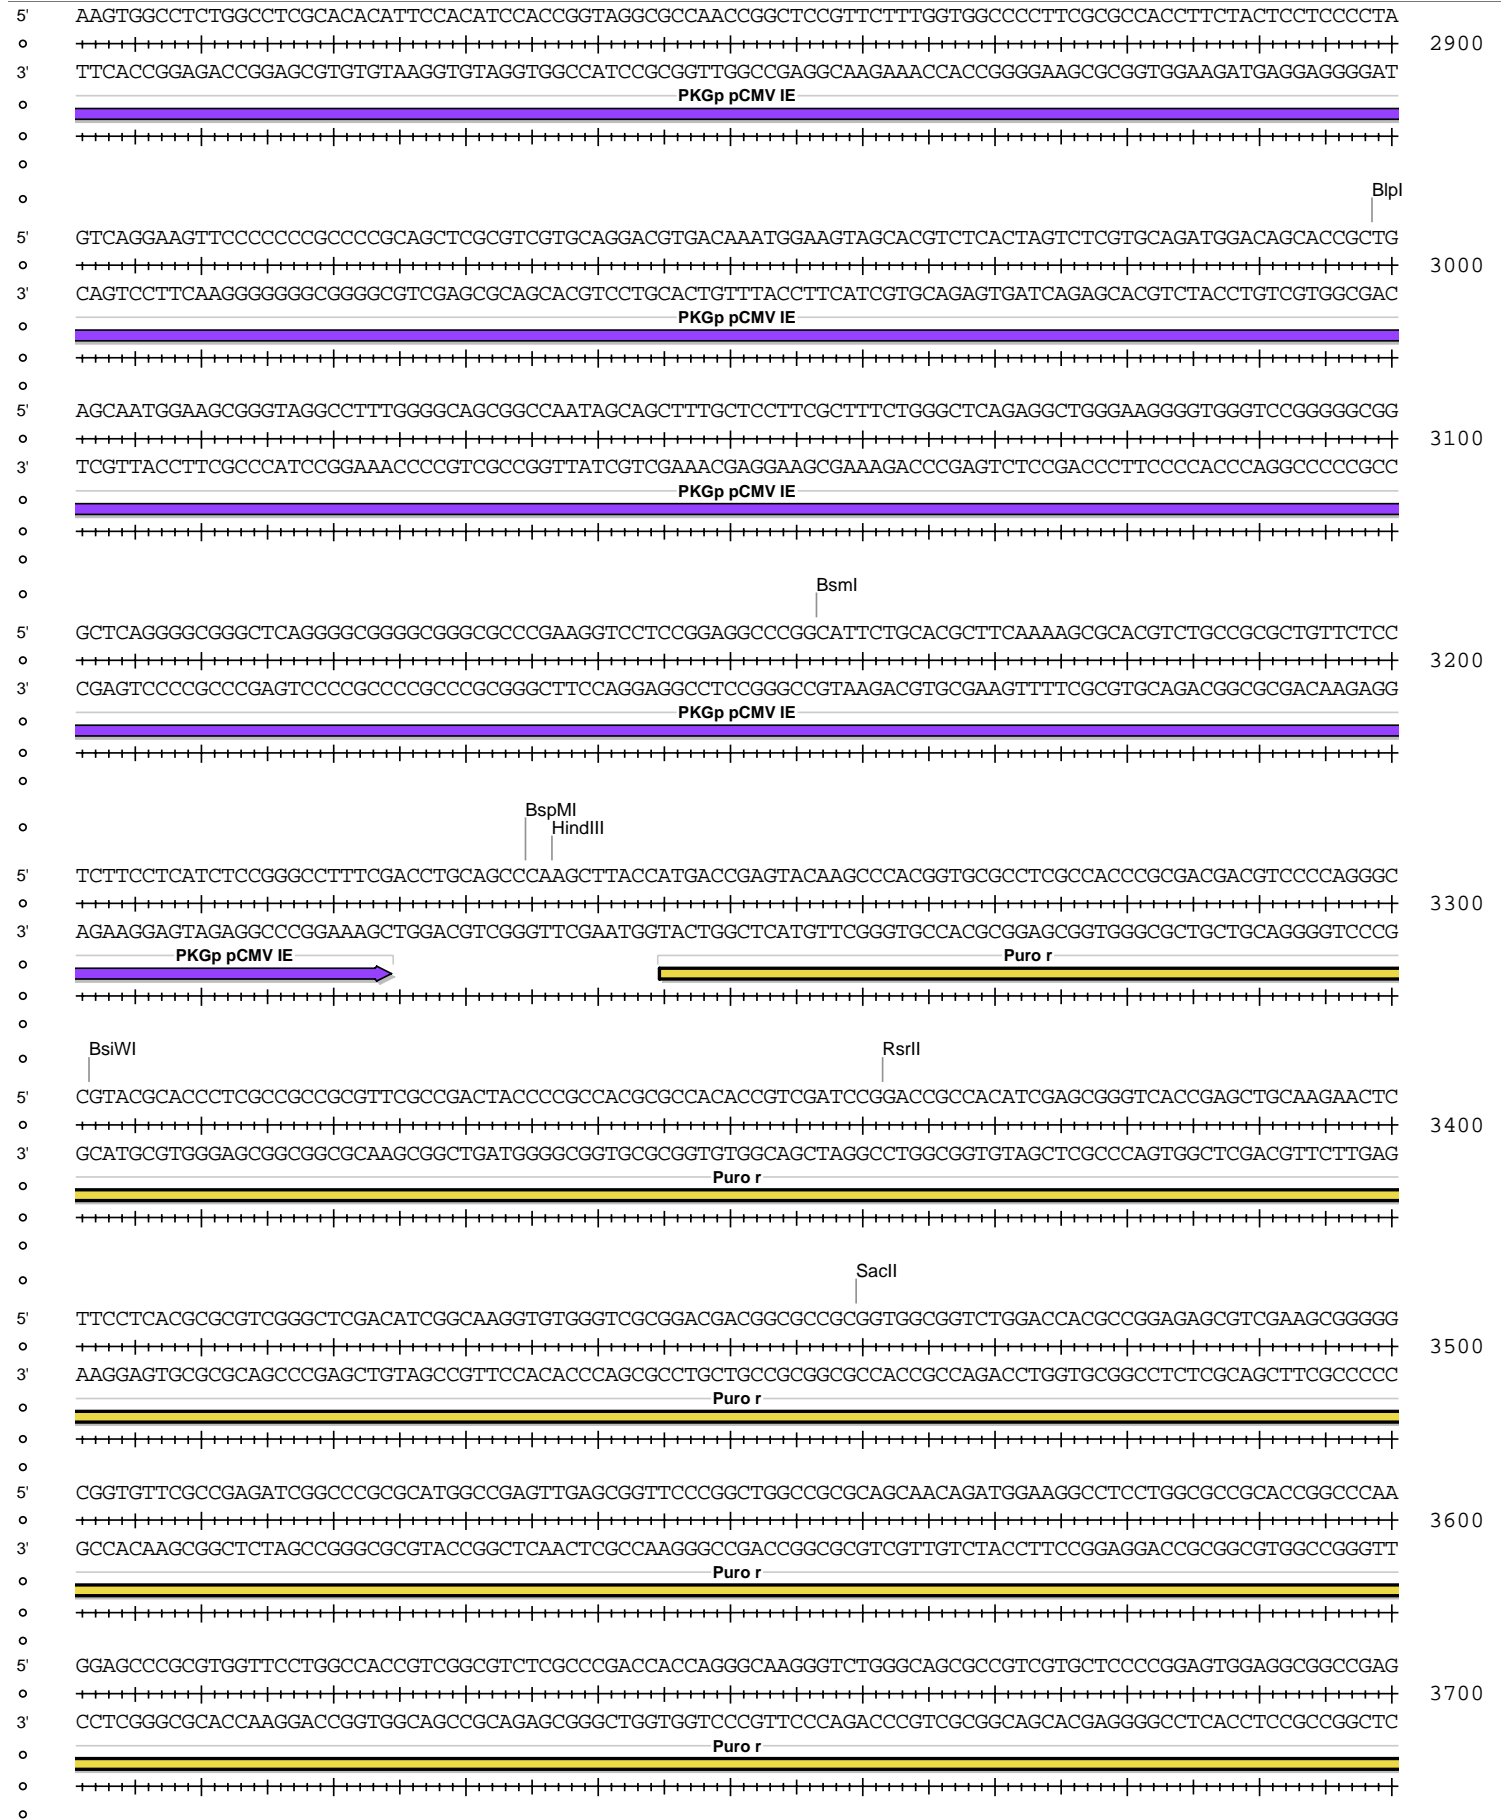 5' AAGTGGCCTCTGGCCTCGCACACATTCCACATCCACCGGTAGGCGCCAACCGGCTCCGTTCTTTGGTGGCCCCTTCGCGCCACCTTCTACTCCTCCCCTA
2900
3' TTCACCGGAGACCGGAGCGTGTGTAAGGTGTAGGTGGCCATCCGCGGTTGGCCGAGGCAAGAAACCACCGGGGAAGCGCGGTGGAAGATGAGGAGGGGAT
PKGp pCMV IE
BlpI
5' GTCAGGAAGTTCCCCCCCGCCCCGCAGCTCGCGTCGTGCAGGACGTGACAAATGGAAGTAGCACGTCTCACTAGTCTCGTGCAGATGGACAGCACCGCTG
3000
3' CAGTCCTTCAAGGGGGGGCGGGGCGTCGAGCGCAGCACGTCCTGCACTGTTTACCTTCATCGTGCAGAGTGATCAGAGCACGTCTACCTGTCGTGGCGAC
PKGp pCMV IE
5' AGCAATGGAAGCGGGTAGGCCTTTGGGGCAGCGGCCAATAGCAGCTTTGCTCCTTCGCTTTCTGGGCTCAGAGGCTGGGAAGGGGTGGGTCCGGGGGCGG
3100
3' TCGTTACCTTCGCCCATCCGGAAACCCCGTCGCCGGTTATCGTCGAAACGAGGAAGCGAAAGACCCGAGTCTCCGACCCTTCCCCACCCAGGCCCCCGCC
PKGp pCMV IE
BsmI
5' GCTCAGGGGCGGGCTCAGGGGCGGGGCGGGCGCCCGAAGGTCCTCCGGAGGCCCGGCATTCTGCACGCTTCAAAAGCGCACGTCTGCCGCGCTGTTCTCC
3200
3' CGAGTCCCCGCCCGAGTCCCCGCCCCGCCCGCGGGCTTCCAGGAGGCCTCCGGGCCGTAAGACGTGCGAAGTTTTCGCGTGCAGACGGCGCGACAAGAGG
PKGp pCMV IE
BspMI
HindIII
5' TCTTCCTCATCTCCGGGCCTTTCGACCTGCAGCCCAAGCTTACCATGACCGAGTACAAGCCCACGGTGCGCCTCGCCACCCGCGACGACGTCCCCAGGGC
3300
3' AGAAGGAGTAGAGGCCCGGAAAGCTGGACGTCGGGTTCGAATGGTACTGGCTCATGTTCGGGTGCCACGCGGAGCGGTGGGCGCTGCTGCAGGGGTCCCG
PKGp pCMV IE Puro r
BsiWI RsrII
5' CGTACGCACCCTCGCCGCCGCGTTCGCCGACTACCCCGCCACGCGCCACACCGTCGATCCGGACCGCCACATCGAGCGGGTCACCGAGCTGCAAGAACTC
3400
3' GCATGCGTGGGAGCGGCGGCGCAAGCGGCTGATGGGGCGGTGCGCGGTGTGGCAGCTAGGCCTGGCGGTGTAGCTCGCCCAGTGGCTCGACGTTCTTGAG
Puro r
SacII
5' TTCCTCACGCGCGTCGGGCTCGACATCGGCAAGGTGTGGGTCGCGGACGACGGCGCCGCGGTGGCGGTCTGGACCACGCCGGAGAGCGTCGAAGCGGGGG
3500
3' AAGGAGTGCGCGCAGCCCGAGCTGTAGCCGTTCCACACCCAGCGCCTGCTGCCGCGGCGCCACCGCCAGACCTGGTGCGGCCTCTCGCAGCTTCGCCCCC
Puro r
5' CGGTGTTCGCCGAGATCGGCCCGCGCATGGCCGAGTTGAGCGGTTCCCGGCTGGCCGCGCAGCAACAGATGGAAGGCCTCCTGGCGCCGCACCGGCCCAA
3600
3' GCCACAAGCGGCTCTAGCCGGGCGCGTACCGGCTCAACTCGCCAAGGGCCGACCGGCGCGTCGTTGTCTACCTTCCGGAGGACCGCGGCGTGGCCGGGTT
Puro r
5' GGAGCCCGCGTGGTTCCTGGCCACCGTCGGCGTCTCGCCCGACCACCAGGGCAAGGGTCTGGGCAGCGCCGTCGTGCTCCCCGGAGTGGAGGCGGCCGAG
3700
3' CCTCGGGCGCACCAAGGACCGGTGGCAGCCGCAGAGCGGGCTGGTGGTCCCGTTCCCAGACCCGTCGCGGCAGCACGAGGGGCCTCACCTCCGCCGGCTC
Puro r